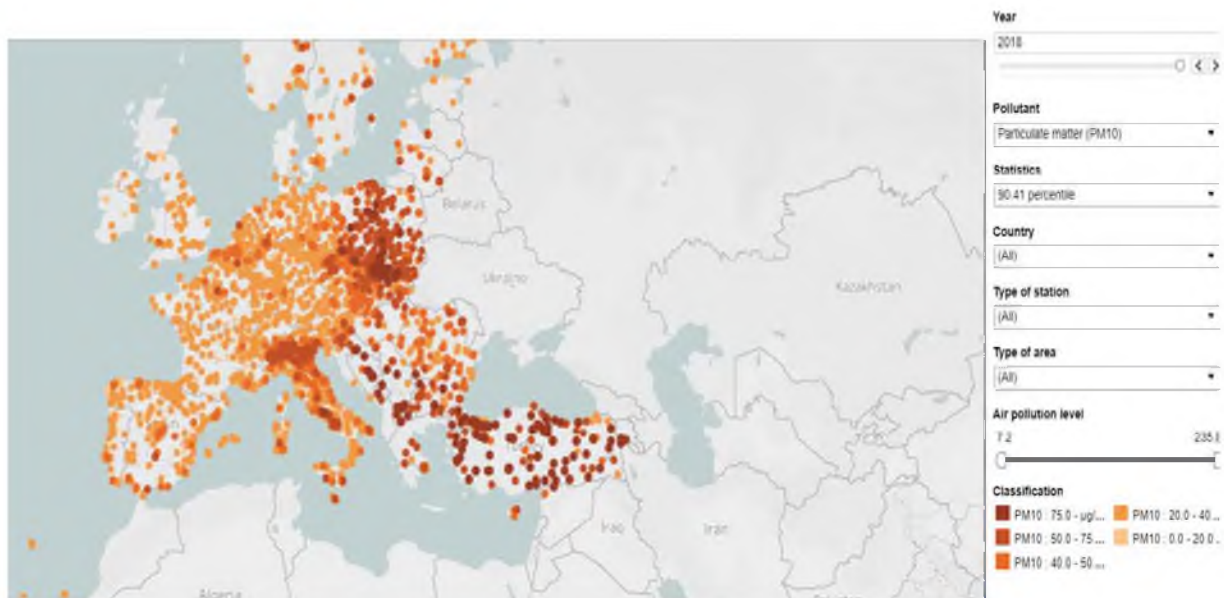 Year
2018
Pollutant
Particulate matter (PM10)
Statistics
90.41 percentile
Country
(All)
Type of station
(All)
Type of area
(All)
Air pollution level
7.2
Classification
PM10 : 75.0 - µg/...
PM10 : 20.0 - 40...
PM10 : 50.0 - 75 ...
PM10 : 0.0 - 20.0...
PM10 : 40.0 - 50 ...
Belarus
Ukraine
Kazakhstan
Iraq
Iran
Algeria